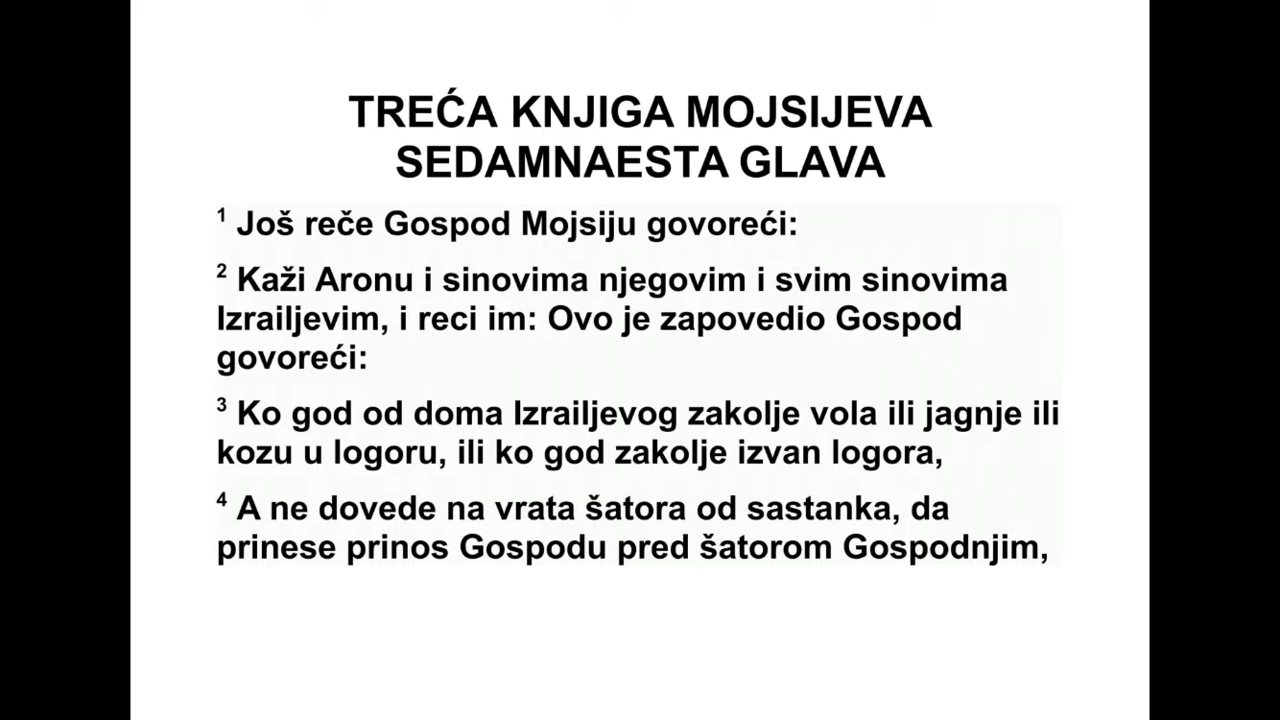 TREĆA KNJIGA MOJSIJEVA
SEDAMNAESTA GLAVA
1 Još reče Gospod Mojsiju govoreći:
2 Kaži Aronu i sinovima njegovim i svim sinovima
Izrailjevim, i reci im: Ovo je zapovedio Gospod
govoreći:
3 Ko god od doma Izrailjevog zakolje vola ili jagnje ili
kozu u logoru, ili ko god zakolje izvan logora,
4 A ne dovede na vrata šatora od sastanka, da
prinese prinos Gospodu pred šatorom Gospodnjim,